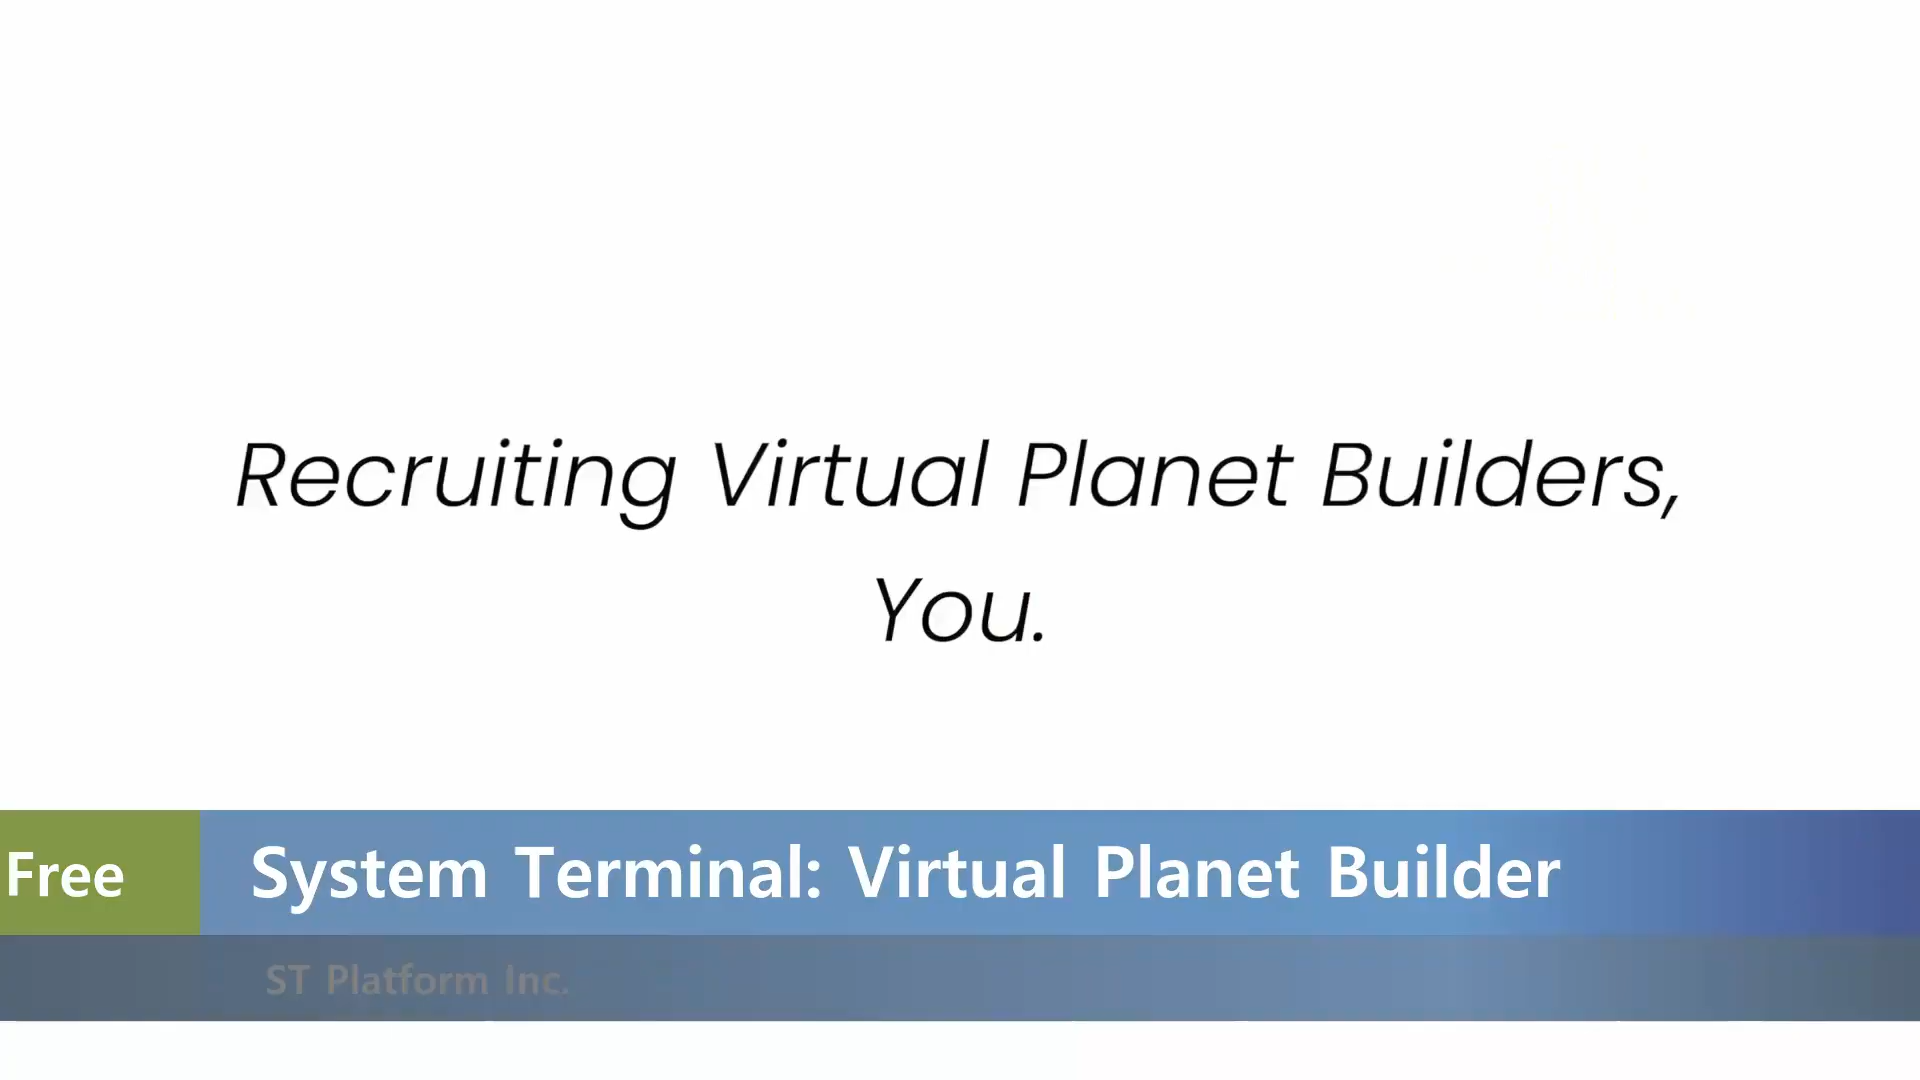 Recruiting Virtual Planet Builders,
You.
Free
System Terminal: Virtual Planet Builder
ST Platform Inc.